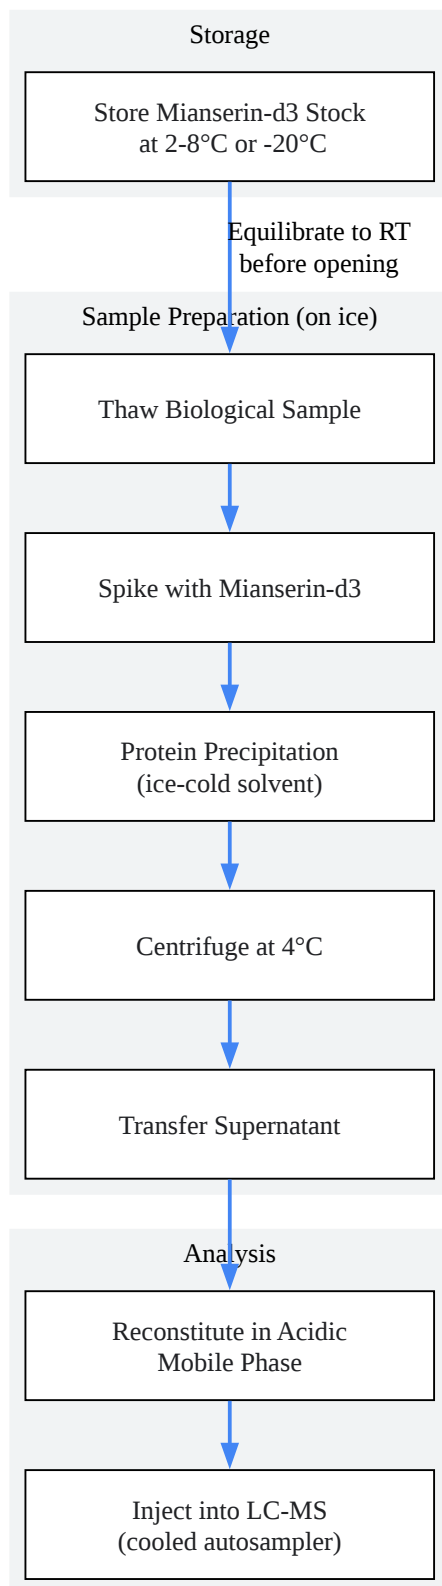 Storage
Store Mianserin-d3 Stock
at 2-8°C or -20°C
Equilibrate to RT
before opening
Sample Preparation (on ice)
Thaw Biological Sample
Spike with Mianserin-d3
Protein Precipitation
(ice-cold solvent)
Centrifuge at 4°C
Transfer Supernatant
Analysis
Reconstitute in Acidic
Mobile Phase
Inject into LC-MS
(cooled autosampler)